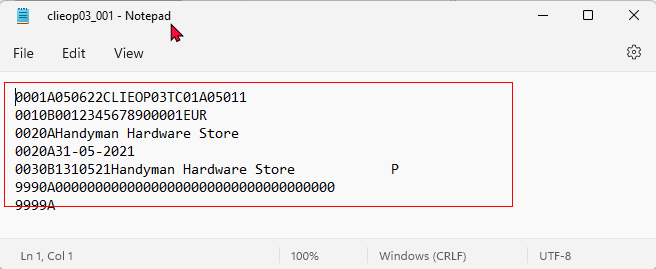 clieop03_001 - Notepad
File Edit View
0001A050622CLIEOP03TC01A05011
0010B0012345678900001EUR
0020AHandyman Hardware Store
0020A31-05-2021
0030B1310521Handyman Hardware Store            P
9990A00000000000000000000000000000000000
9999A
Ln 1, Col 1 100% Windows (CRLF) UTF-8